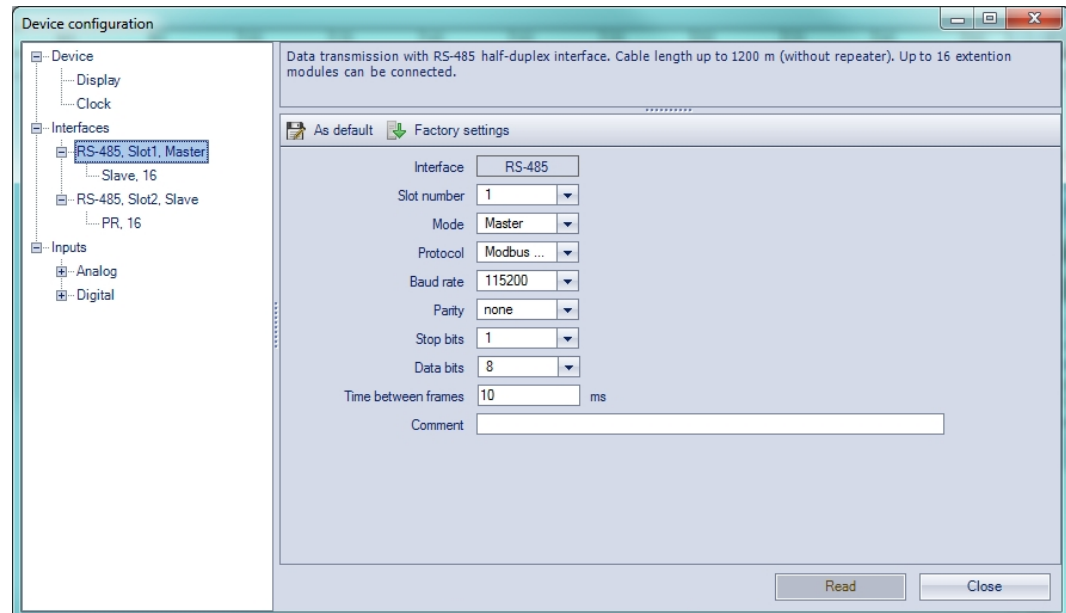 Device configuration
Device
Display
Clock
Interfaces
RS-485, Slot1, Master
Slave, 16
RS-485, Slot2, Slave
PR, 16
Inputs
Analog
Digital
Data transmission with RS-485 half-duplex interface. Cable length up to 1200 m (without repeater). Up to 16 extention
modules can be connected.
As default Factory settings
Interface RS-485
Slot number 1
Mode Master
Protocol Modbus ...
Baud rate 115200
Parity none
Stop bits 1
Data bits 8
Time between frames 10 ms
Comment
Read Close